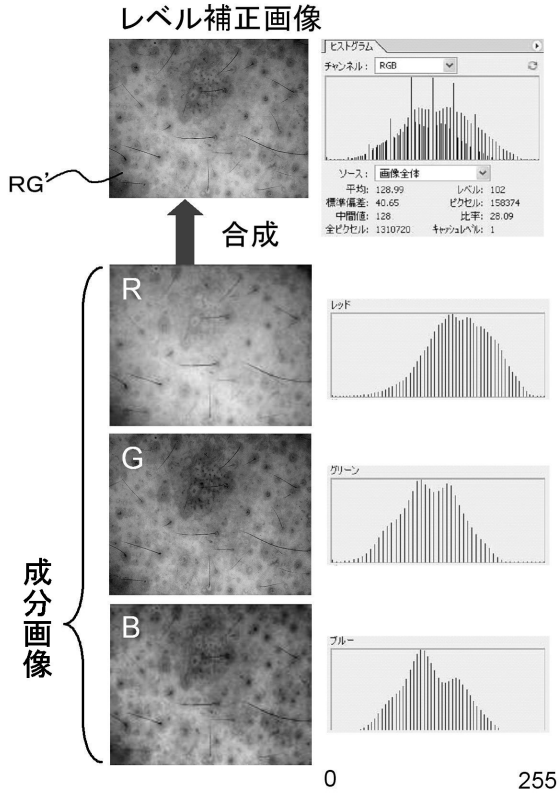 レベル補正画像
ヒストグラム
チャンネル： RGB
ソース： 画像全体
平均: 128.99 レベル: 102
標準偏差: 40.65 ピクセル: 158374
中間値: 128 比率: 28.09
全ピクセル: 1310720 キャッシュレベル: 1
RG'
合成
成分画像
R
レッド
G
グリーン
B
ブルー
0 255